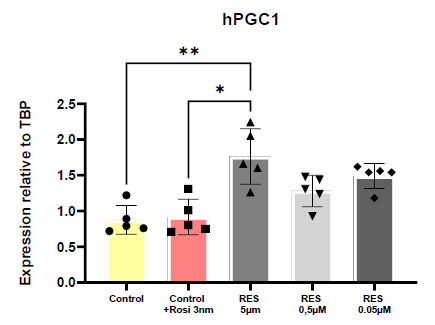 hPGC1
**
*
Expression relative to TBP
2.5
2.0
1.5
1.0
0.5
0.0
Control
Control
+Rosi 3nm
RES
5µm
RES
0,5µM
RES
0.05µM